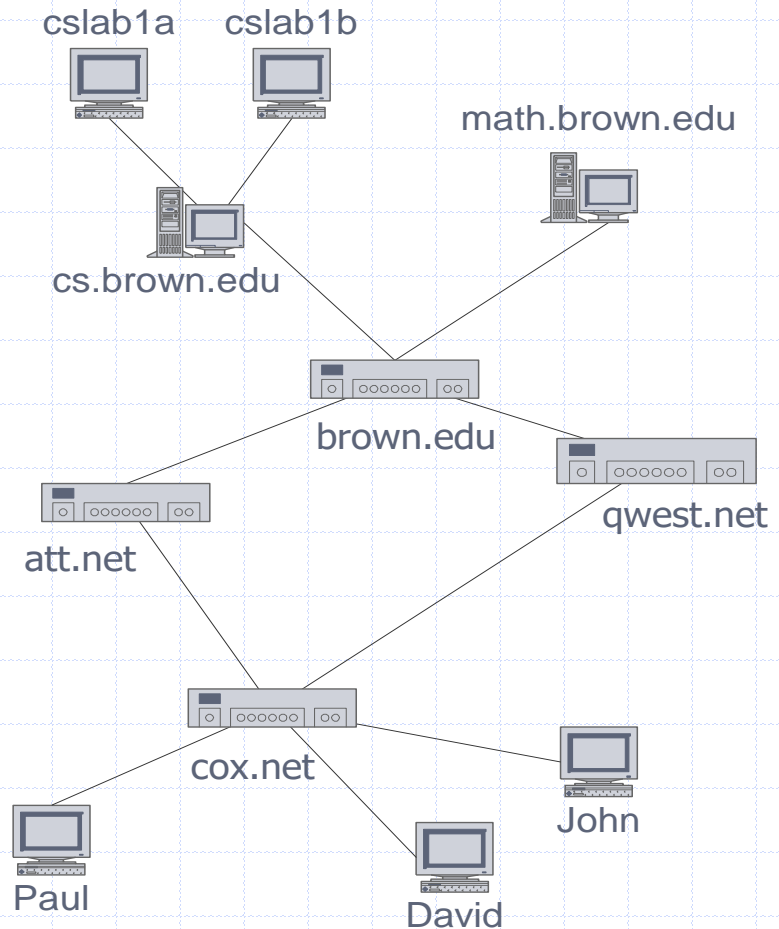 cslab1a
cslab1b
math.brown.edu
cs.brown.edu
brown.edu
qwest.net
att.net
cox.net
John
Paul
David